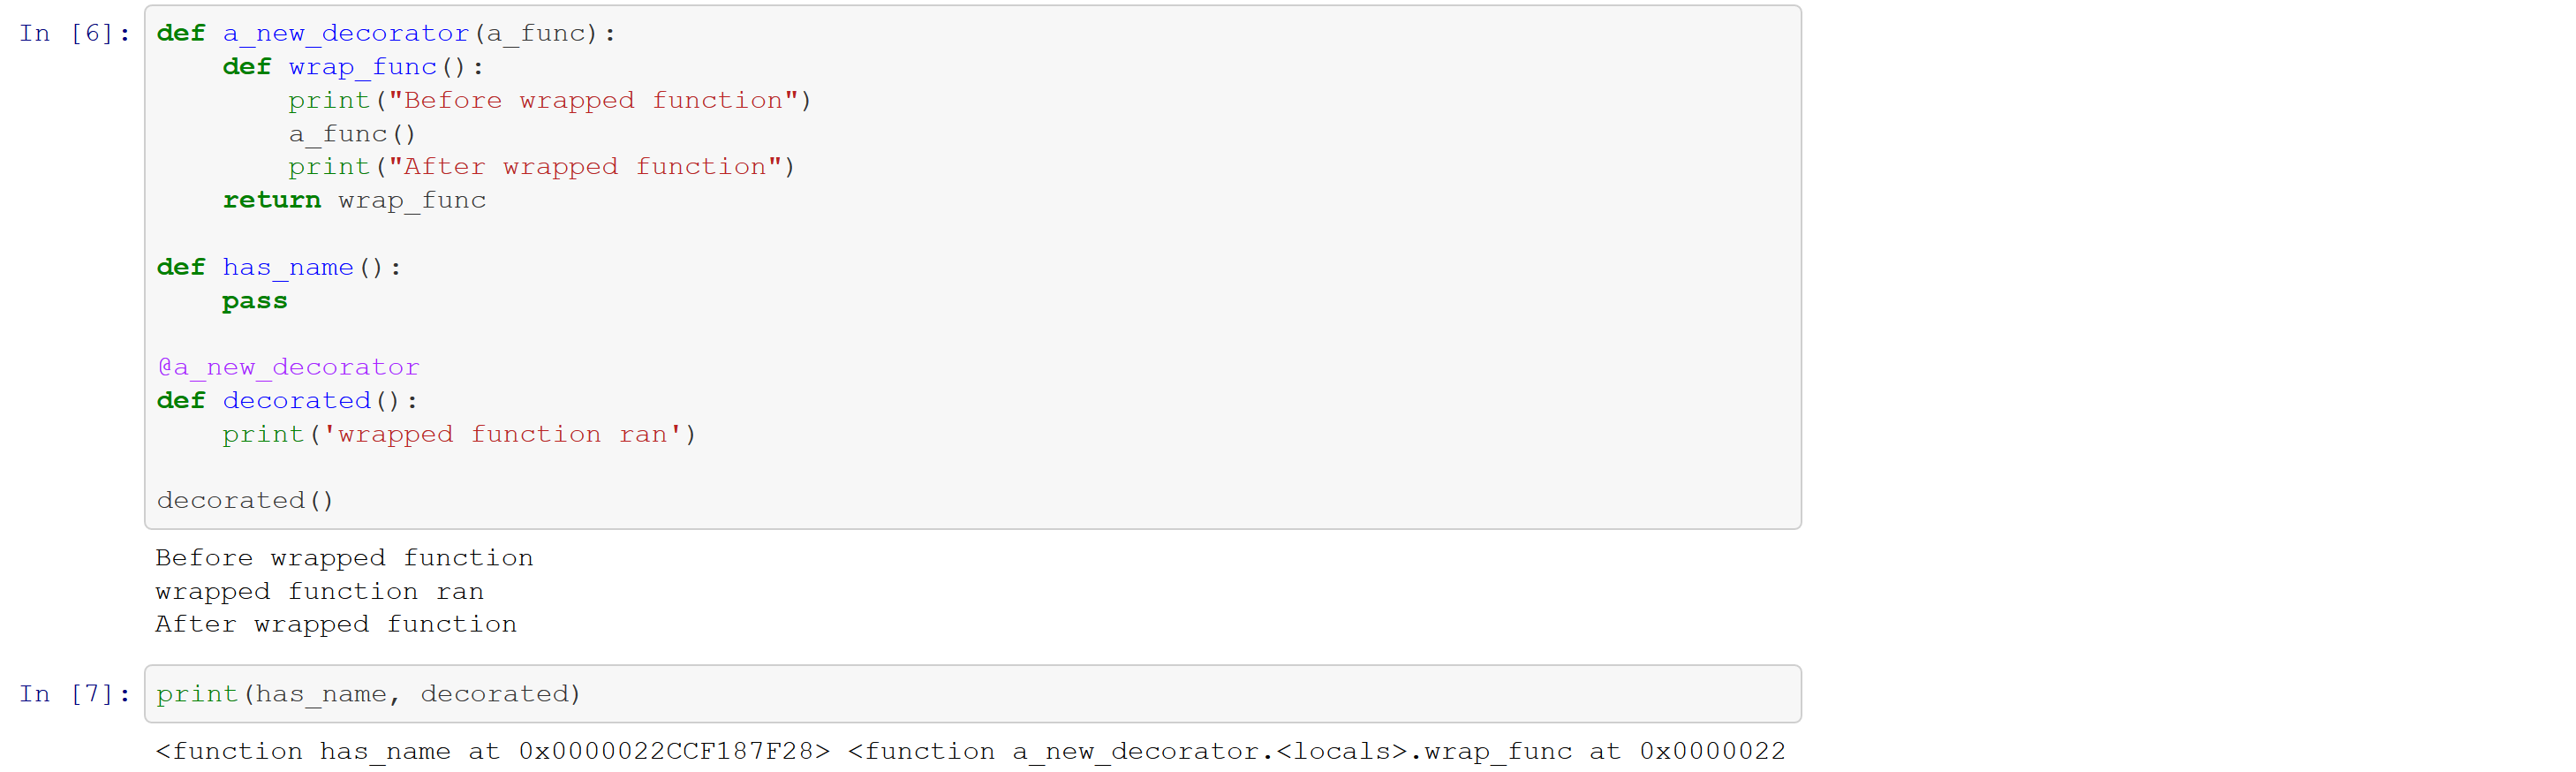 In [6]: def a_new_decorator(a_func):
    def wrap_func():
        print("Before wrapped function")
        a_func()
        print("After wrapped function")
    return wrap_func

def has_name():
    pass

@a_new_decorator
def decorated():
    print('wrapped function ran')

decorated()
Before wrapped function
wrapped function ran
After wrapped function
In [7]: print(has_name, decorated)
<function has_name at 0x0000022CCF187F28> <function a_new_decorator.<locals>.wrap_func at 0x0000022